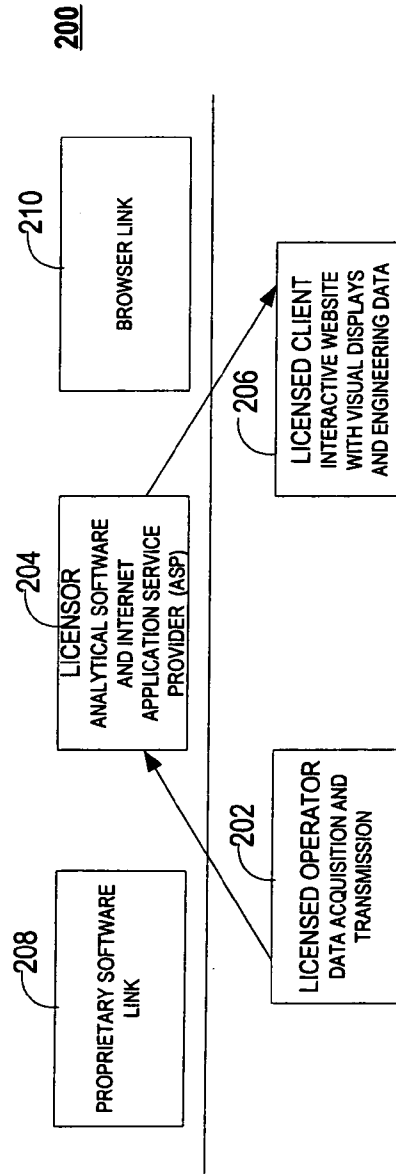 200
208
PROPRIETARY SOFTWARE
LINK
204
LICENSOR
ANALYTICAL SOFTWARE
AND INTERNET
APPLICATION SERVICE
PROVIDER (ASP)
210
BROWSER LINK
202
LICENSED OPERATOR
DATA ACQUISITION AND
TRANSMISSION
206
LICENSED CLIENT
INTERACTIVE WEBSITE
WITH VISUAL DISPLAYS
AND ENGINEERING DATA